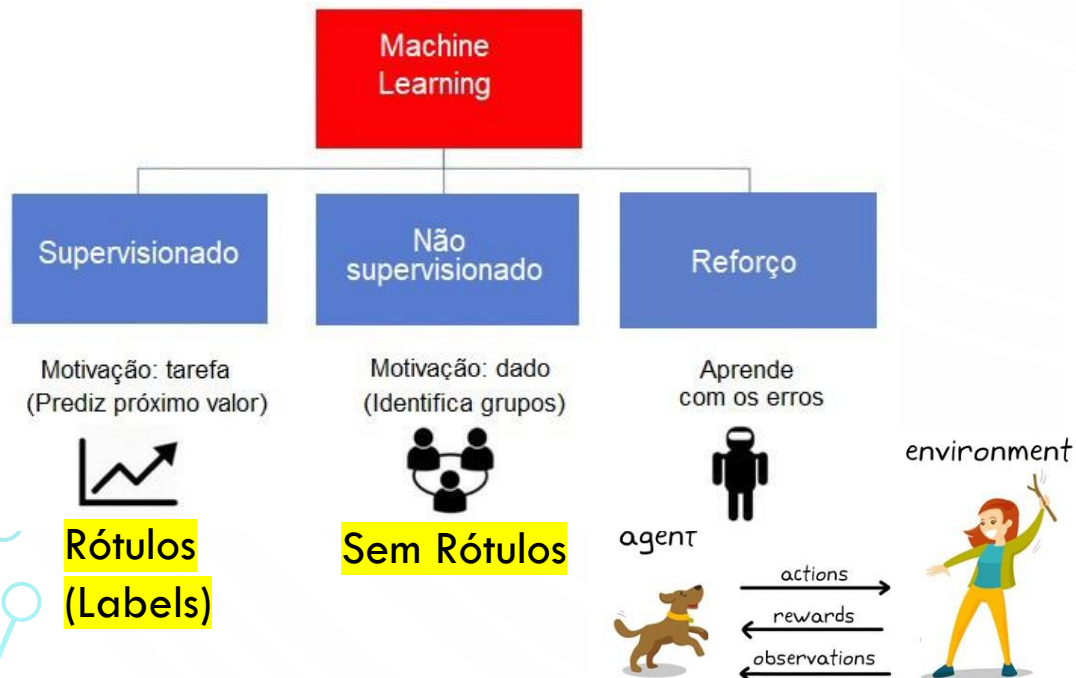 Machine
Learning
Supervisionado
Não
supervisionado
Reforço
Motivação: tarefa
(Prediz próximo valor)
Motivação: dado
(Identifica grupos)
Aprende
com os erros
Rótulos
(Labels)
Sem Rótulos
agent
environment
actions
rewards
observations